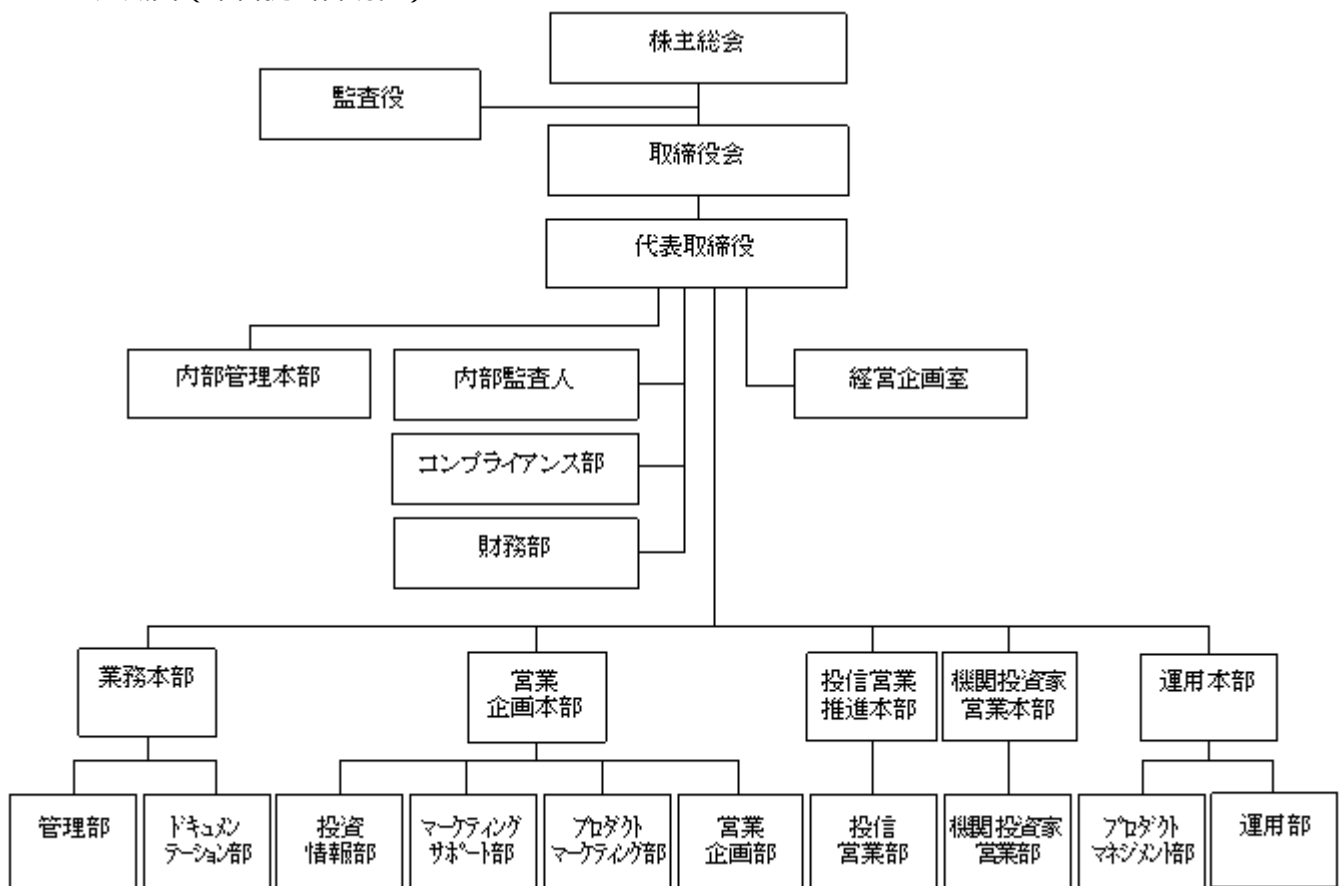 株主総会
監査役
取締役会
代表取締役
内部管理本部
内部監査人
経営企画室
コンプライアンス部
財務部
業務本部
営業
企画本部
投信営業
推進本部
機関投資家
営業本部
運用本部
管理部
ドキュメン
テーション部
投資
情報部
マーケティング
サポート部
プロダクト
マーケティング部
営業
企画部
投信
営業部
機関投資家
営業部
プロダクト
マネジメント部
運用部